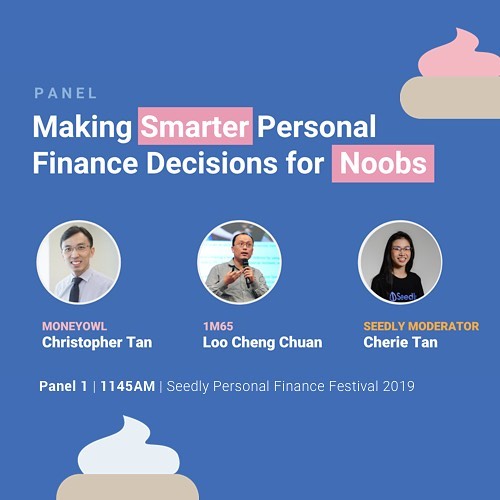 PANEL
Making Smarter Personal
Finance Decisions for Noobs
Seedly
MONEYOWL
Christopher Tan
1M65
Loo Cheng Chuan
SEEDLY MODERATOR
Cherie Tan
Panel 1 | 1145AM | Seedly Personal Finance Festival 2019